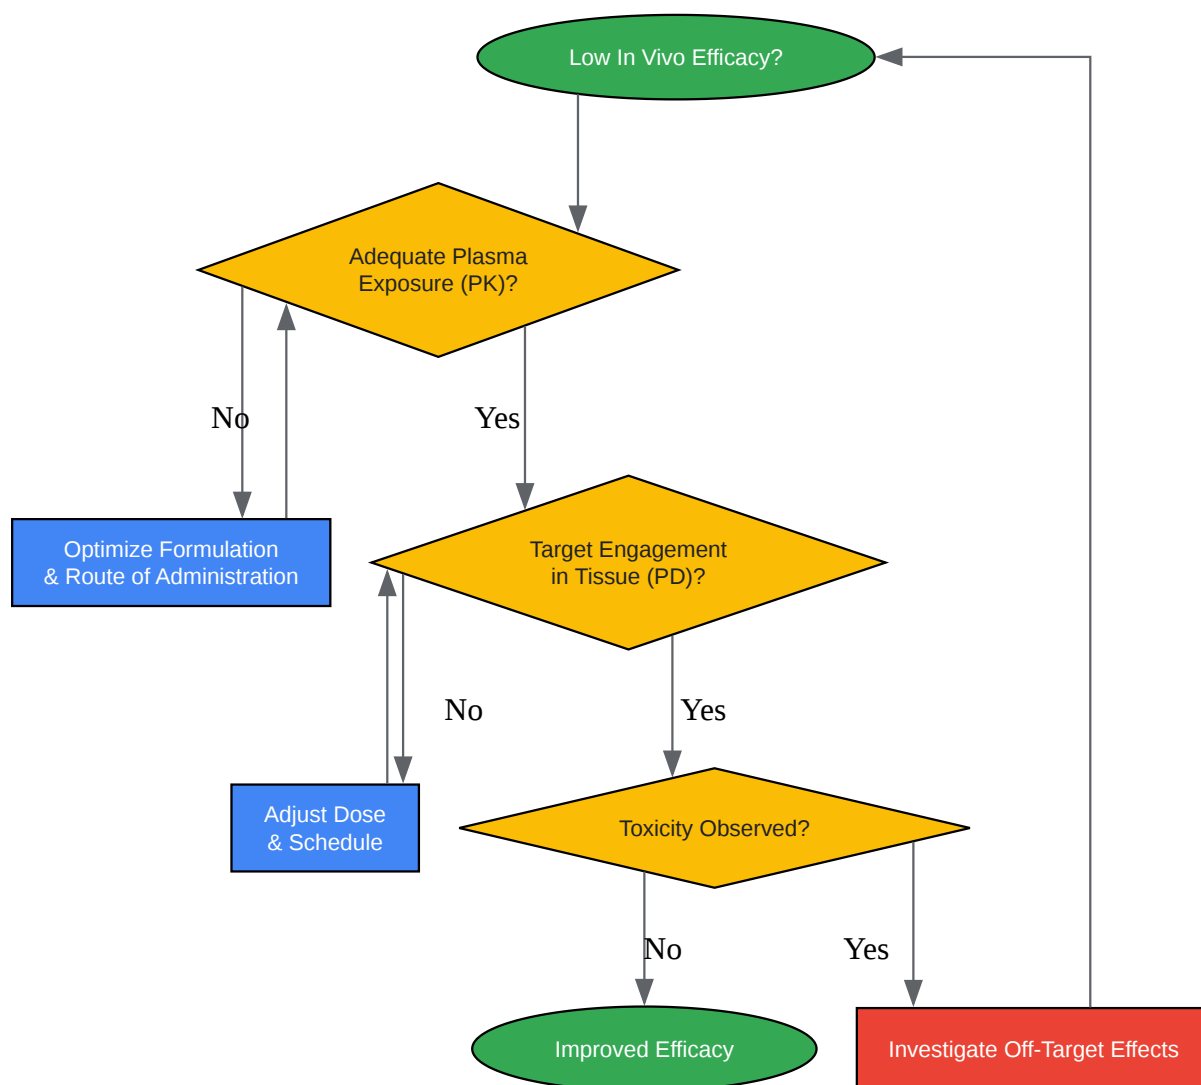 Low In Vivo Efficacy?
Adequate Plasma
Exposure (PK)?
No
Yes
Optimize Formulation
& Route of Administration
Target Engagement
in Tissue (PD)?
No
Yes
Adjust Dose
& Schedule
Toxicity Observed?
No
Yes
Improved Efficacy
Investigate Off-Target Effects